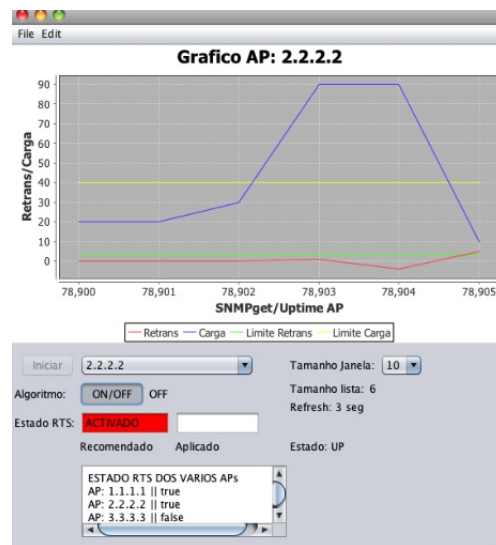 File Edit
Grafico AP: 2.2.2.2
Retrans/Carga
90
80
70
60
50
40
30
20
10
0
78,900 78,901 78,902 78,903 78,904 78,905
SNMPget/Uptime AP
Retrans Carga Limite Retrans Limite Carga
Iniciar 2.2.2.2 Tamanho Janela: 10
Algoritmo: ON/OFF OFF Tamanho lista: 6
Refresh: 3 seg
Estado RTS: ACTIVADO
Recomendado Aplicado Estado: UP
ESTADO RTS DOS VARIOS APs
AP: 1.1.1.1 || true
AP: 2.2.2.2 || true
AP: 3.3.3.3 || false